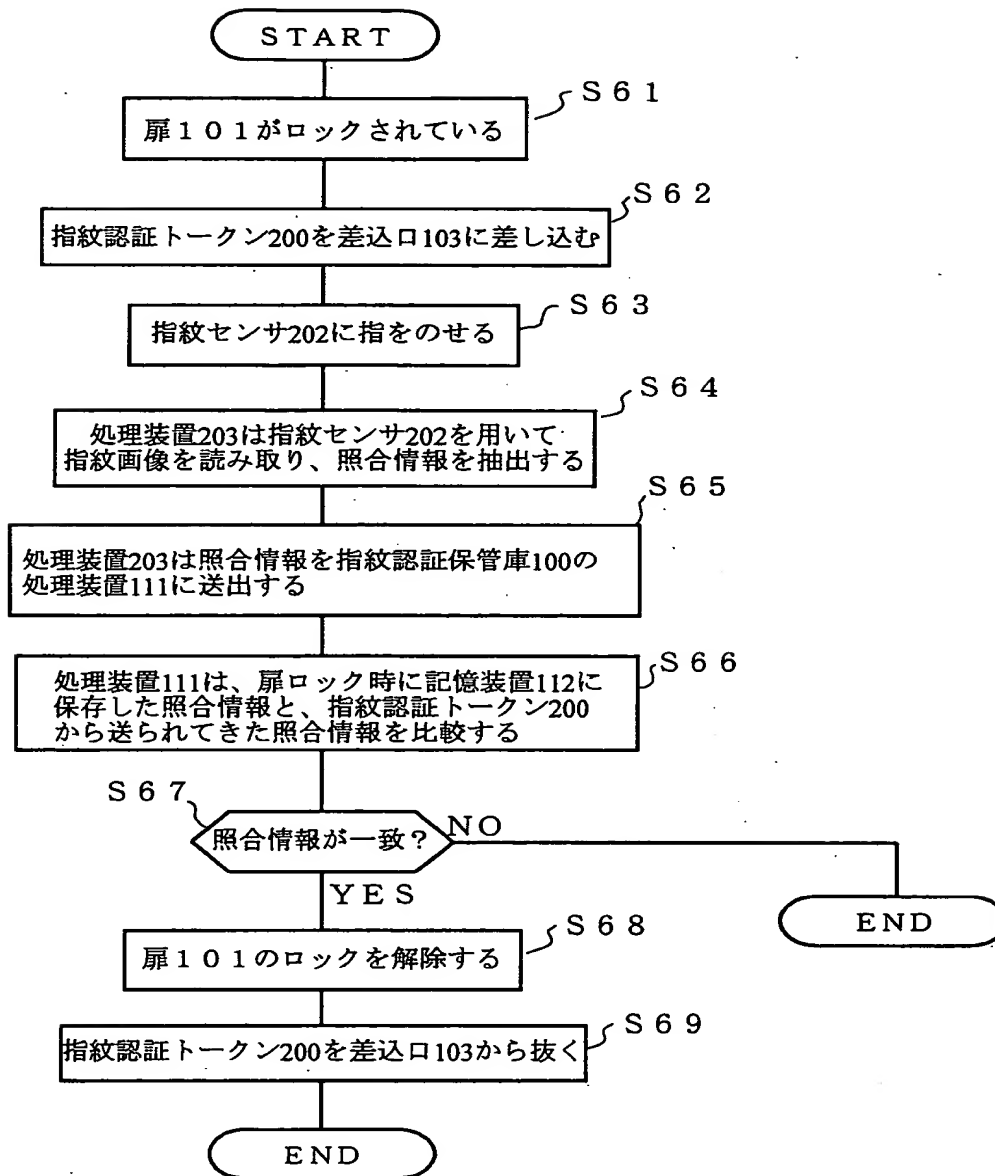 START
S61
扉101がロックされている
S62
指紋認証トークン200を差込口103に差し込む
S63
指紋センサ202に指をのせる
S64
処理装置203は指紋センサ202を用いて
指紋画像を読み取り、照合情報を抽出する
S65
処理装置203は照合情報を指紋認証保管庫100の
処理装置111に送出する
S66
処理装置111は、扉ロック時に記憶装置112に
保存した照合情報と、指紋認証トークン200
から送られてきた照合情報を比較する
S67
照合情報が一致?
NO
YES
END
S68
扉101のロックを解除する
S69
指紋認証トークン200を差込口103から抜く
END